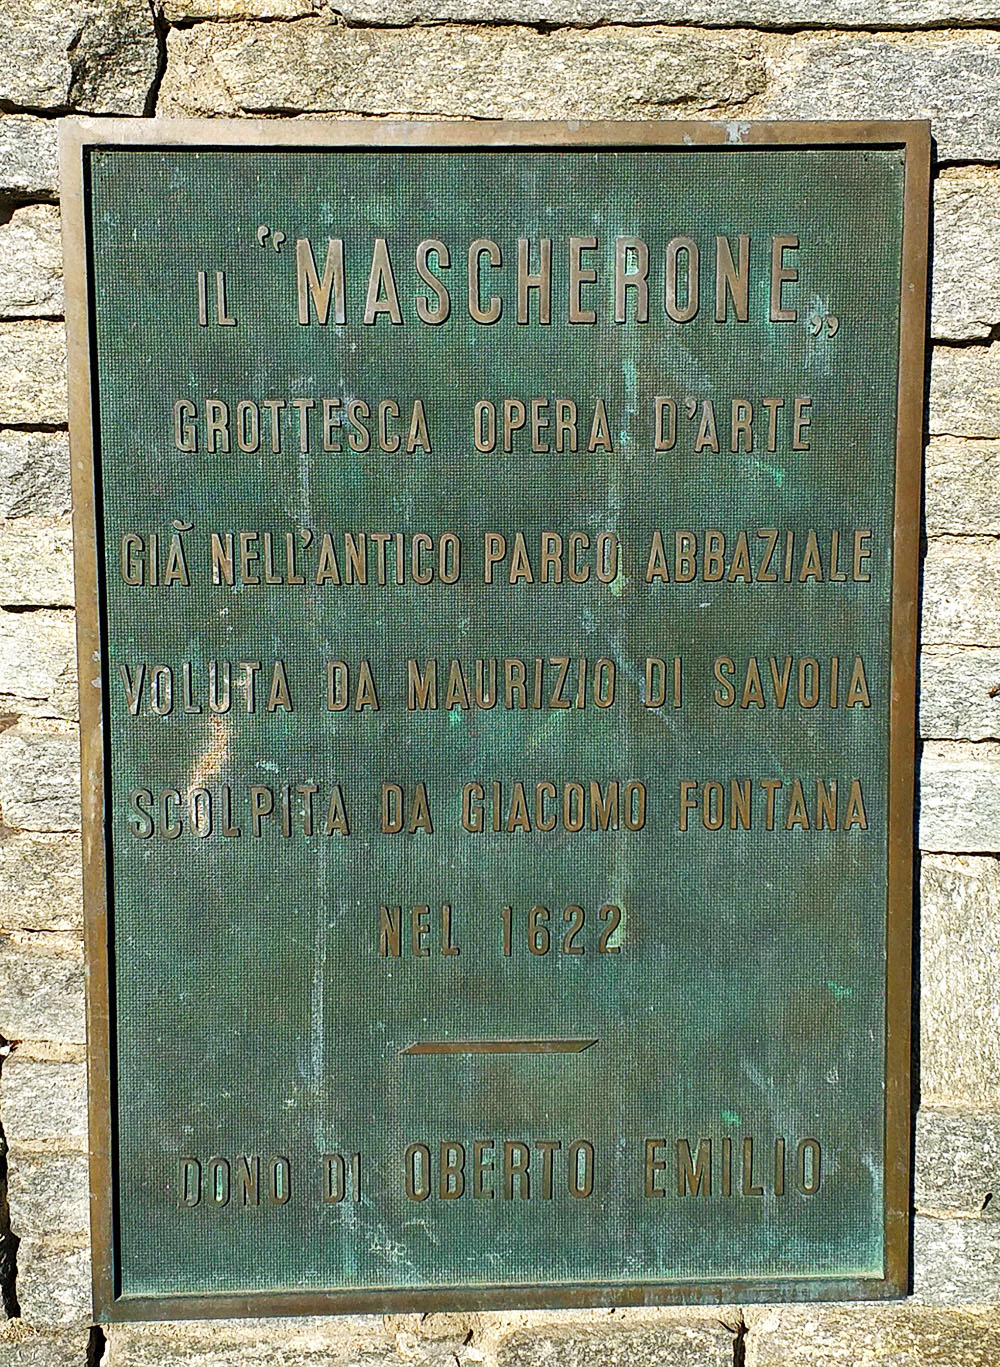 IL "MASCHERONE„
GROTTESCA OPERA D'ARTE
GIÀ NELL'ANTICO PARCO ABBAZIALE
VOLUTA DA MAURIZIO DI SAVOIA
SCOLPITA DA GIACOMO FONTANA
NEL 1622
DONO DI OBERTO EMILIO